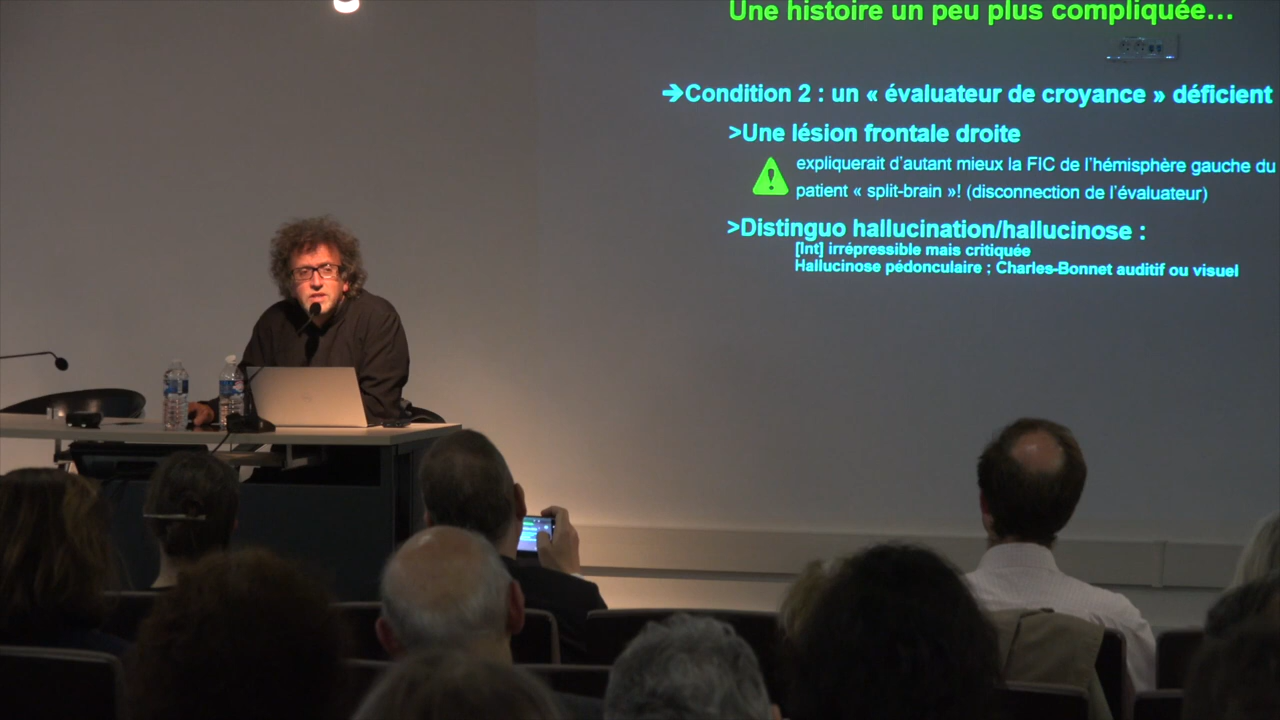 Une histoire un peu plus compliquée…
➔Condition 2 : un « évaluateur de croyance » déficient
>Une lésion frontale droite
expliquerait d'autant mieux la FIC de l'hémisphère gauche du
patient « split-brain »! (disconnection de l'évaluateur)
>Distinguo hallucination/hallucinose :
[Int] irrépressible mais critiquée
Hallucinose pédonculaire ; Charles-Bonnet auditif ou visuel